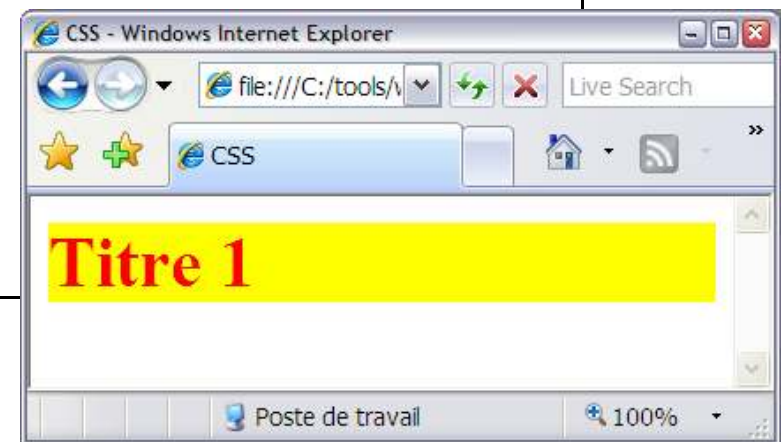 CSS - Windows Internet Explorer
file:///C:/tools/ Live Search
CSS »
Titre 1
Poste de travail 100%